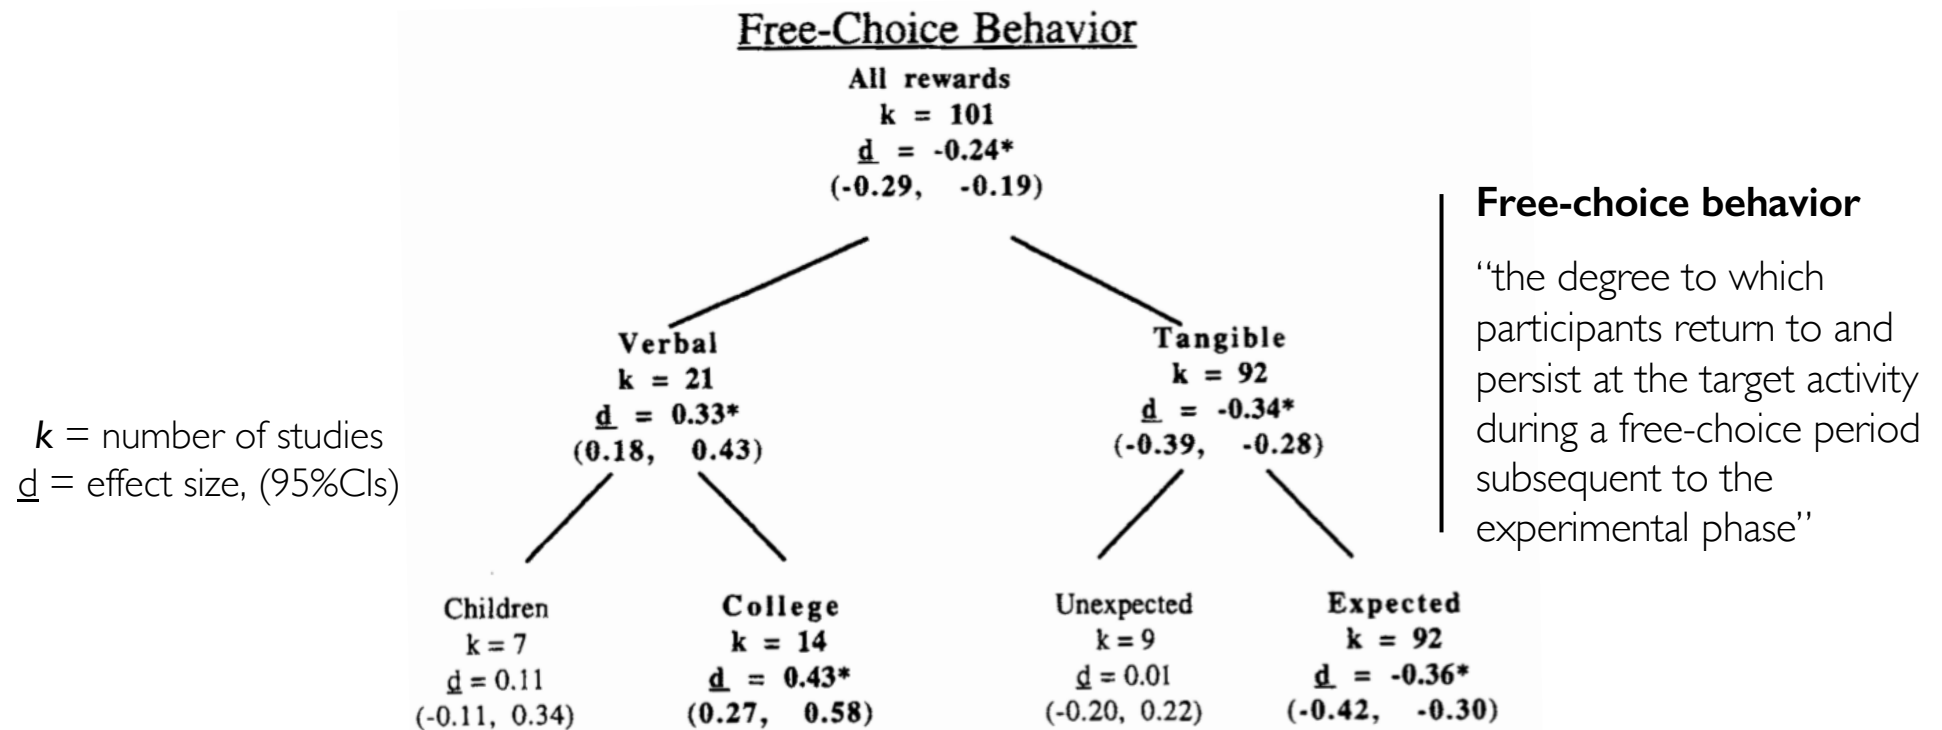 Free-Choice Behavior
All rewards
k = 101
d = -0.24*
(-0.29, -0.19)
Verbal
k = 21
d = 0.33*
(0.18, 0.43)
Tangible
k = 92
d = -0.34*
(-0.39, -0.28)
Children
k = 7
d = 0.11
(-0.11, 0.34)
College
k = 14
d = 0.43*
(0.27, 0.58)
Unexpected
k = 9
d = 0.01
(-0.20, 0.22)
Expected
k = 92
d = -0.36*
(-0.42, -0.30)
k = number of studies
d = effect size, (95%CIs)
Free-choice behavior
“the degree to which
participants return to and
persist at the target activity
during a free-choice period
subsequent to the
experimental phase”